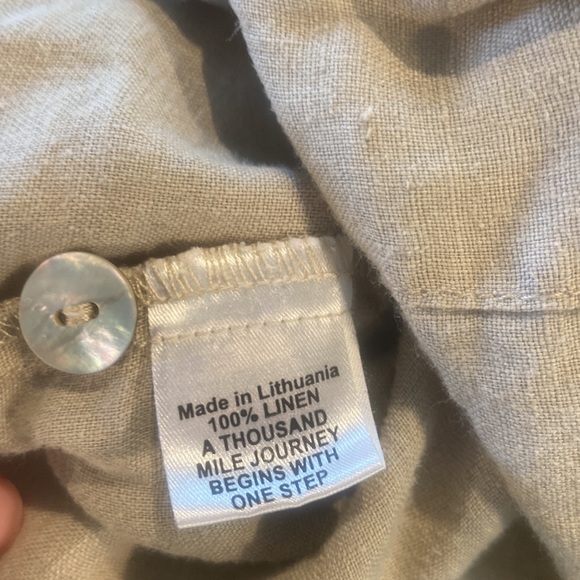 Made in Lithuania
100% LINEN
A THOUSAND
MILE JOURNEY
BEGINS WITH
ONE STEP